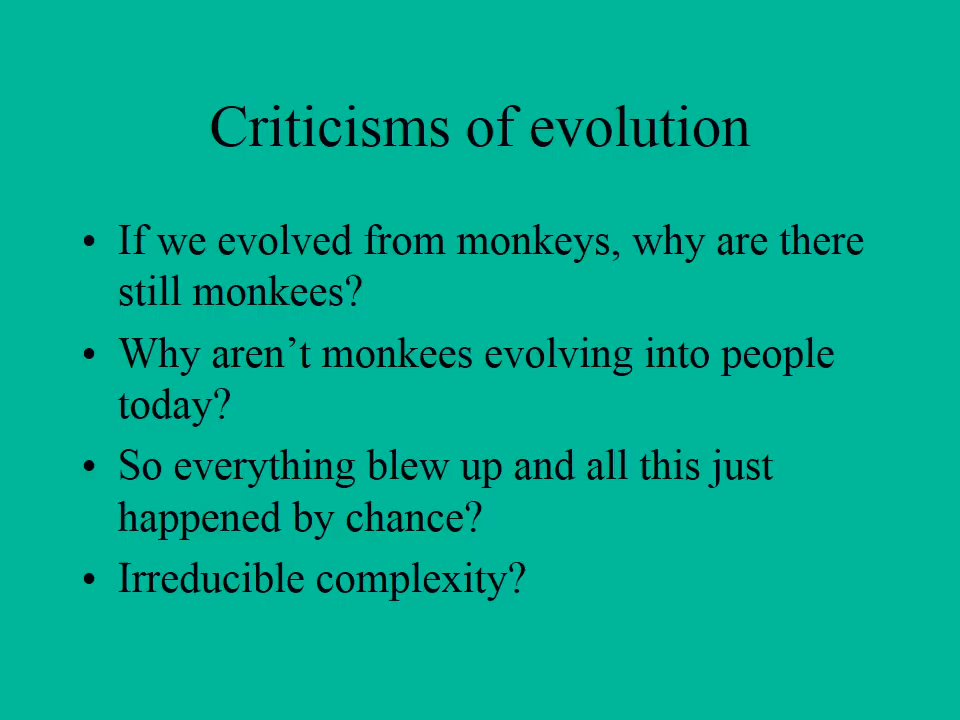 Criticisms of evolution
• If we evolved from monkeys, why are there
still monkees?
• Why aren’t monkees evolving into people
today?
• So everything blew up and all this just
happened by chance?
• Irreducible complexity?